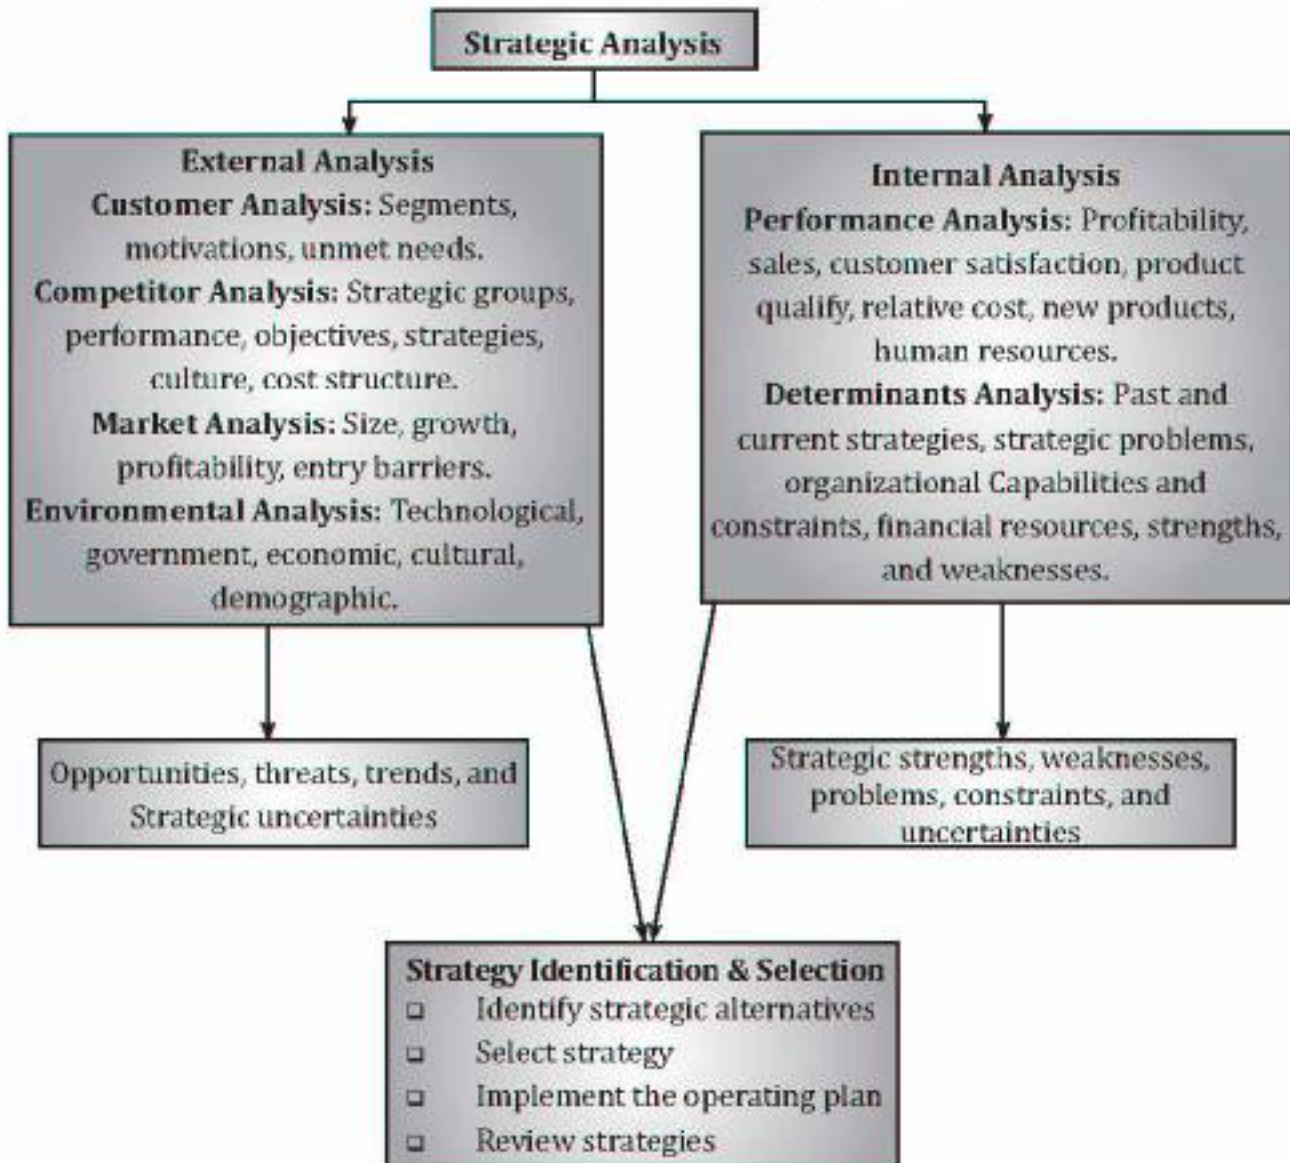 Strategic Analysis
External Analysis
Customer Analysis: Segments,
motivations, unmet needs.
Competitor Analysis: Strategic groups,
performance, objectives, strategies,
culture, cost structure.
Market Analysis: Size, growth,
profitability, entry barriers.
Environmental Analysis: Technological,
government, economic, cultural,
demographic.
Internal Analysis
Performance Analysis: Profitability,
sales, customer satisfaction, product
qualify, relative cost, new products,
human resources.
Determinants Analysis: Past and
current strategies, strategic problems,
organizational Capabilities and
constraints, financial resources, strengths,
and weaknesses.
Opportunities, threats, trends, and
Strategic uncertainties
Strategic strengths, weaknesses,
problems, constraints, and
uncertainties
Strategy Identification & Selection
❑ Identify strategic alternatives
❑ Select strategy
❑ Implement the operating plan
❑ Review strategies